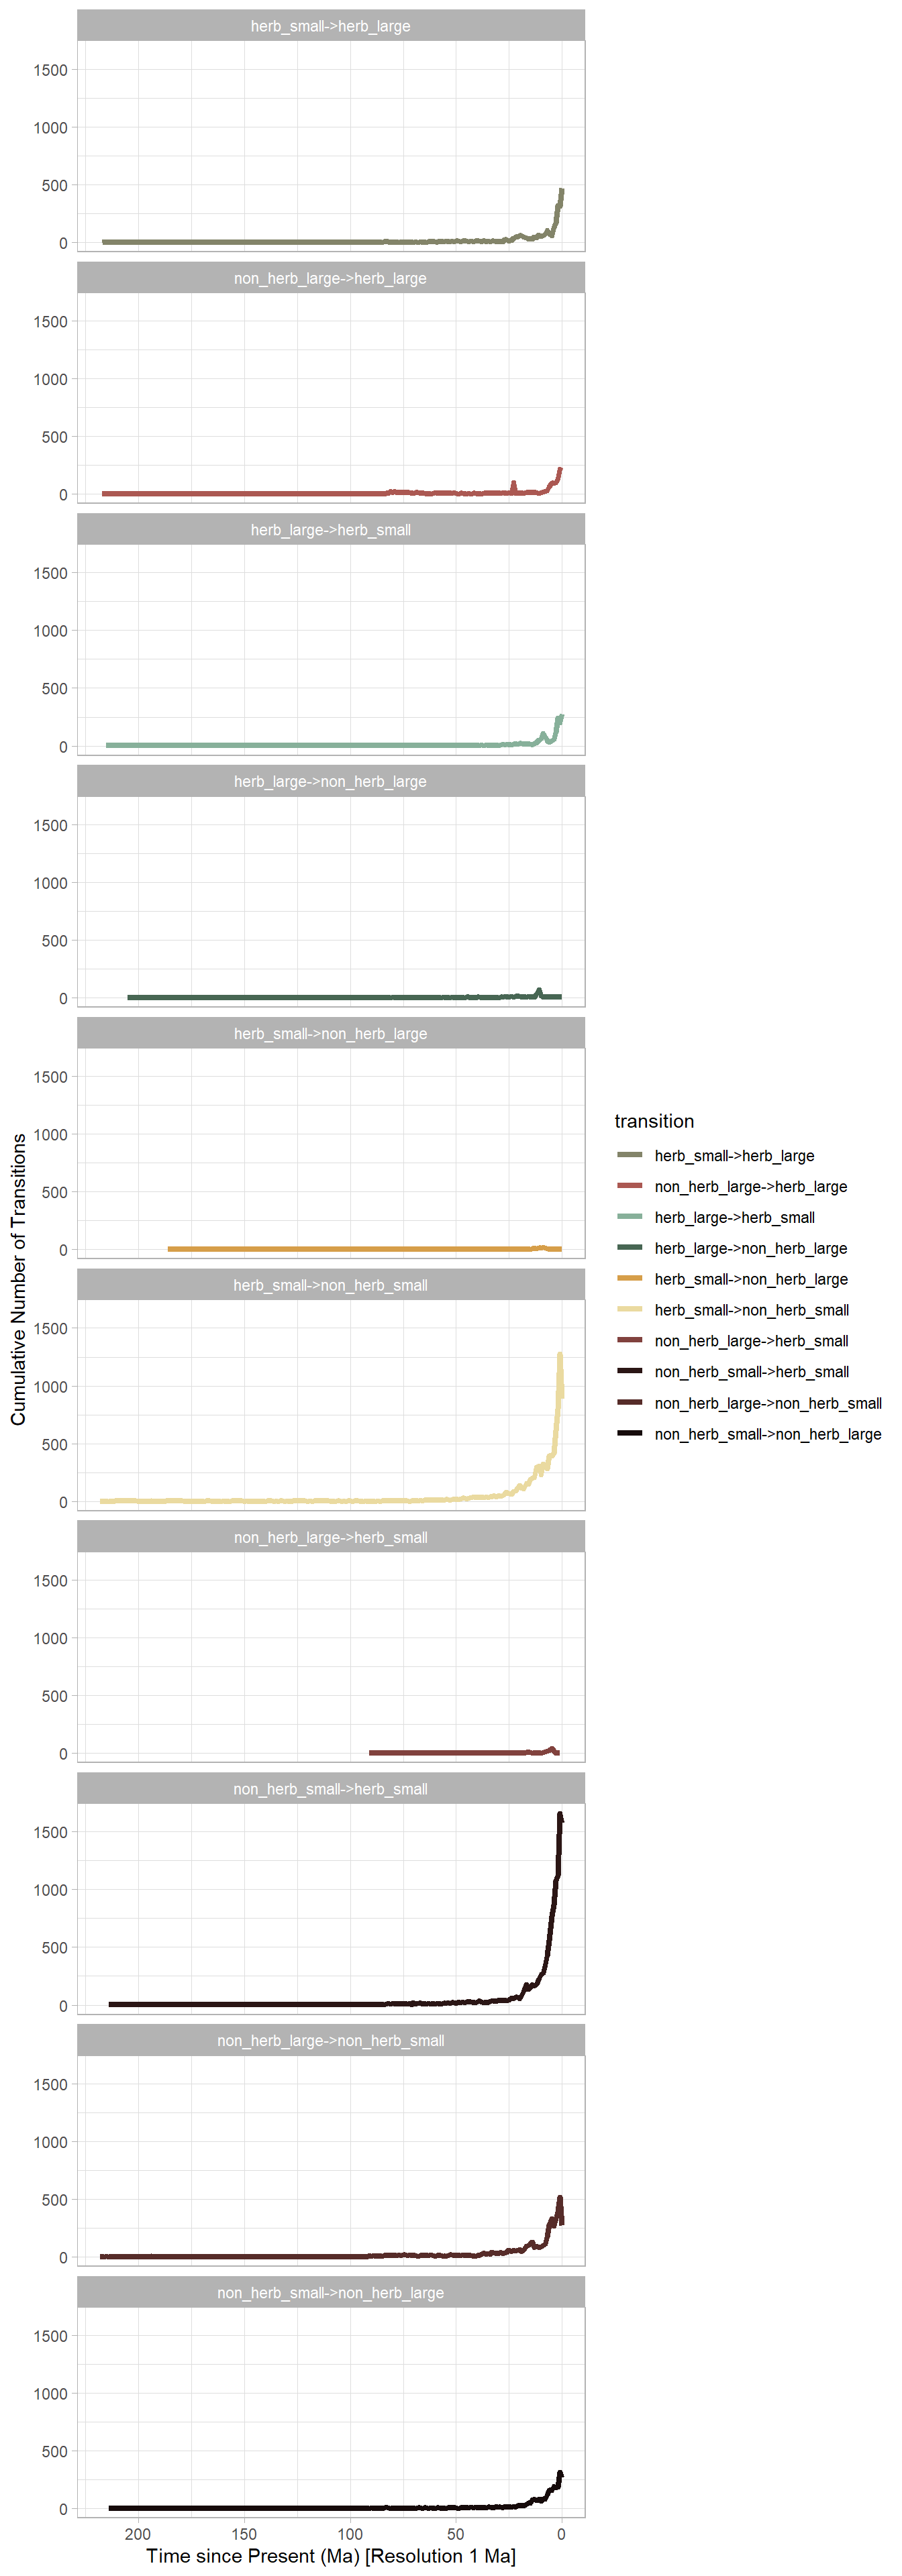 herb_small->herb_large
1500
1000
500
0
non_herb_large->herb_large
1500
1000
500
0
herb_large->herb_small
1500
1000
500
0
herb_large->non_herb_large
1500
1000
500
0
herb_small->non_herb_large
1500
1000
500
0
herb_small->non_herb_small
1500
1000
500
0
non_herb_large->herb_small
1500
1000
500
0
non_herb_small->herb_small
1500
1000
500
0
non_herb_large->non_herb_small
1500
1000
500
0
non_herb_small->non_herb_large
1500
1000
500
0
200 150 100 50 0
Time since Present (Ma) [Resolution 1 Ma]
Cumulative Number of Transitions
transition
herb_small->herb_large
non_herb_large->herb_large
herb_large->herb_small
herb_large->non_herb_large
herb_small->non_herb_large
herb_small->non_herb_small
non_herb_large->herb_small
non_herb_small->herb_small
non_herb_large->non_herb_small
non_herb_small->non_herb_large